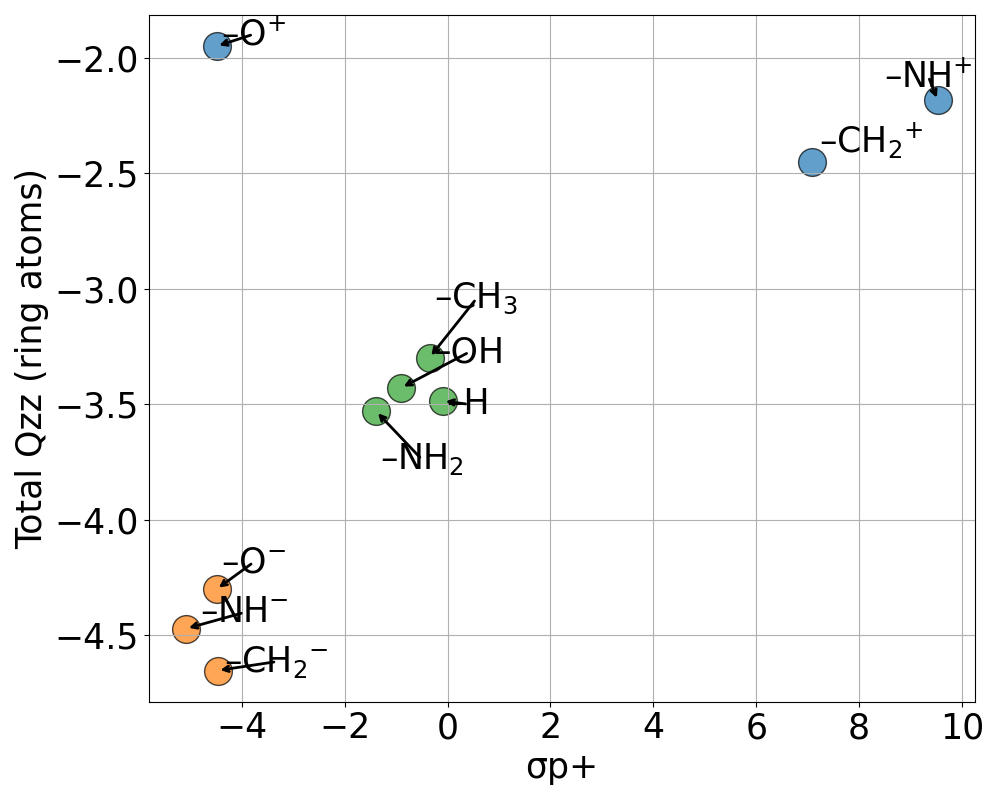 –O⁺
–NH⁺
–CH₂⁺
–CH₃
–OH
H
–NH₂
–O⁻
–NH⁻
–CH₂⁻
Total Qzz (ring atoms)
−2.0
−2.5
−3.0
−3.5
−4.0
−4.5
−4 −2 0 2 4 6 8 10
σp+